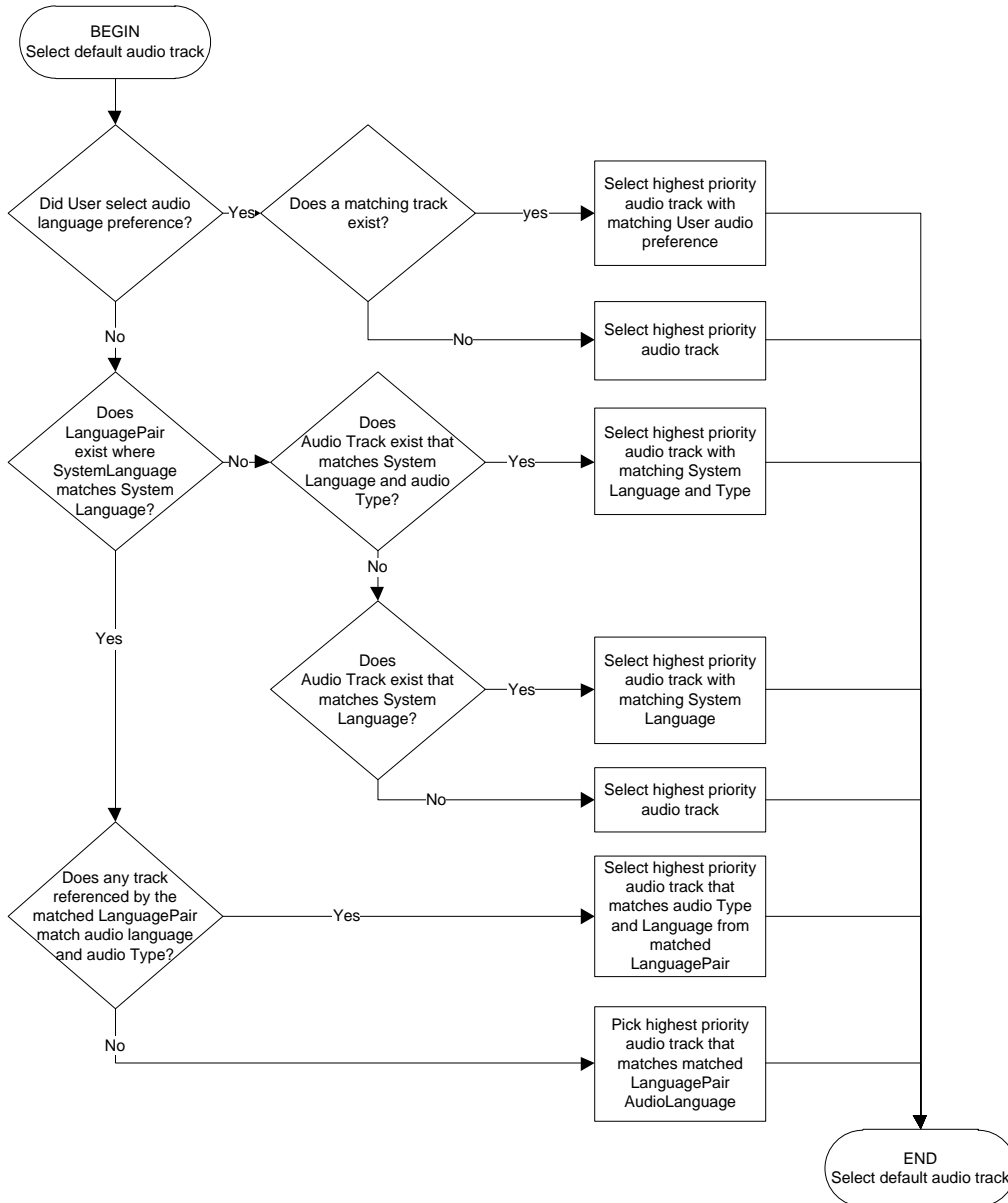 BEGIN
Select default audio track
Did User select audio
language preference?
Yes
Does a matching track
exist?
yes
Select highest priority
audio track with
matching User audio
preference
No
No
Select highest priority
audio track
Does
LanguagePair
exist where
SystemLanguage
matches System
Language?
No
Does
Audio Track exist that
matches System
Language and audio
Type?
Yes
Select highest priority
audio track with
matching System
Language and Type
No
Yes
Does
Audio Track exist that
matches System
Language?
Yes
Select highest priority
audio track with
matching System
Language
No
Select highest priority
audio track
Does any track
referenced by the
matched LanguagePair
match audio language
and audio Type?
Yes
Select highest priority
audio track that
matches audio Type
and Language from
matched
LanguagePair
No
Pick highest priority
audio track that
matches matched
LanguagePair
AudioLanguage
END
Select default audio track